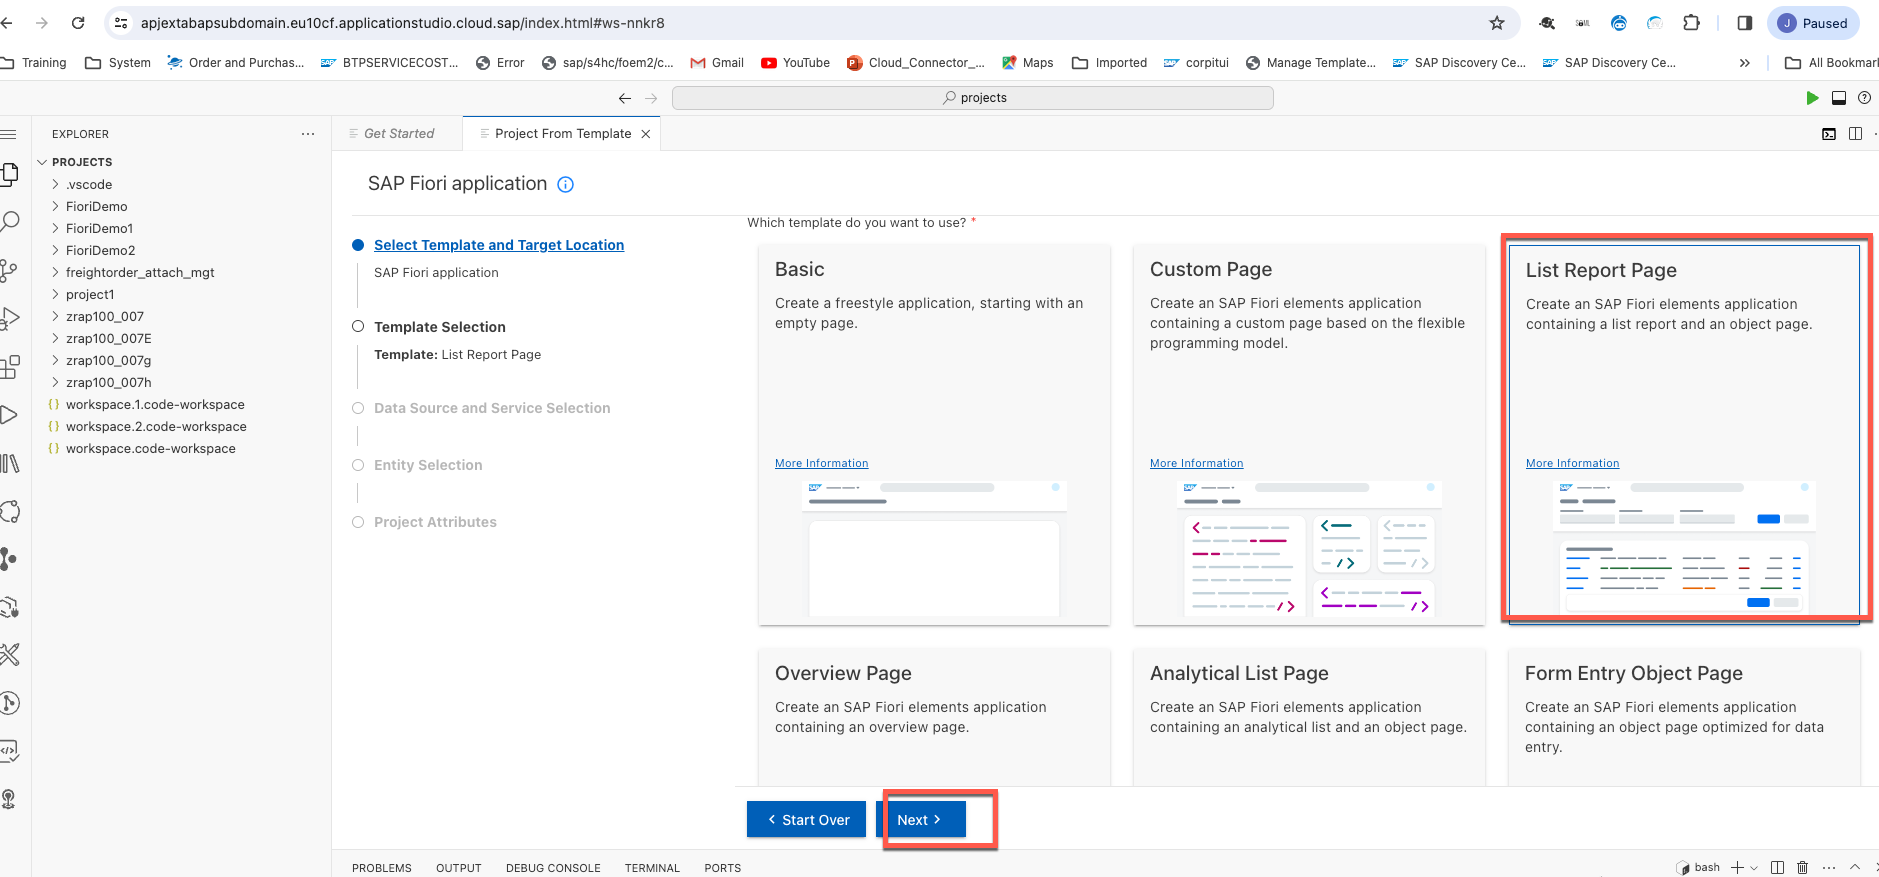 apjextabapsubdomain.eu10cf.applicationstudio.cloud.sap/index.html#ws-nnkr8
J Paused
Training System Order and Purchas... BTPSERVICECOST... Error sap/s4hc/foem2/c... Gmail YouTube Cloud_Connector_... Maps Imported corpitui Manage Template... SAP Discovery Ce... SAP Discovery Ce... » All Bookmar
projects
EXPLORER
Get Started
Project From Template
PROJECTS
.vscode
FioriDemo
FioriDemo1
FioriDemo2
freightorder_attach_mgt
project1
zrap100_007
zrap100_007E
zrap100_007g
zrap100_007h
{} workspace.1.code-workspace
{} workspace.2.code-workspace
{} workspace.code-workspace
SAP Fiori application
Select Template and Target Location
SAP Fiori application
Template Selection
Template: List Report Page
Data Source and Service Selection
Entity Selection
Project Attributes
Which template do you want to use? *
Basic
Create a freestyle application, starting with an
empty page.
More Information
SAP
Custom Page
Create an SAP Fiori elements application
containing a custom page based on the flexible
programming model.
More Information
SAP
List Report Page
Create an SAP Fiori elements application
containing a list report and an object page.
More Information
SAP
Overview Page
Create an SAP Fiori elements application
containing an overview page.
Analytical List Page
Create an SAP Fiori elements application
containing an analytical list and an object page.
Form Entry Object Page
Create an SAP Fiori elements application
containing an object page optimized for data
entry.
< Start Over
Next >
PROBLEMS OUTPUT DEBUG CONSOLE TERMINAL PORTS
bash